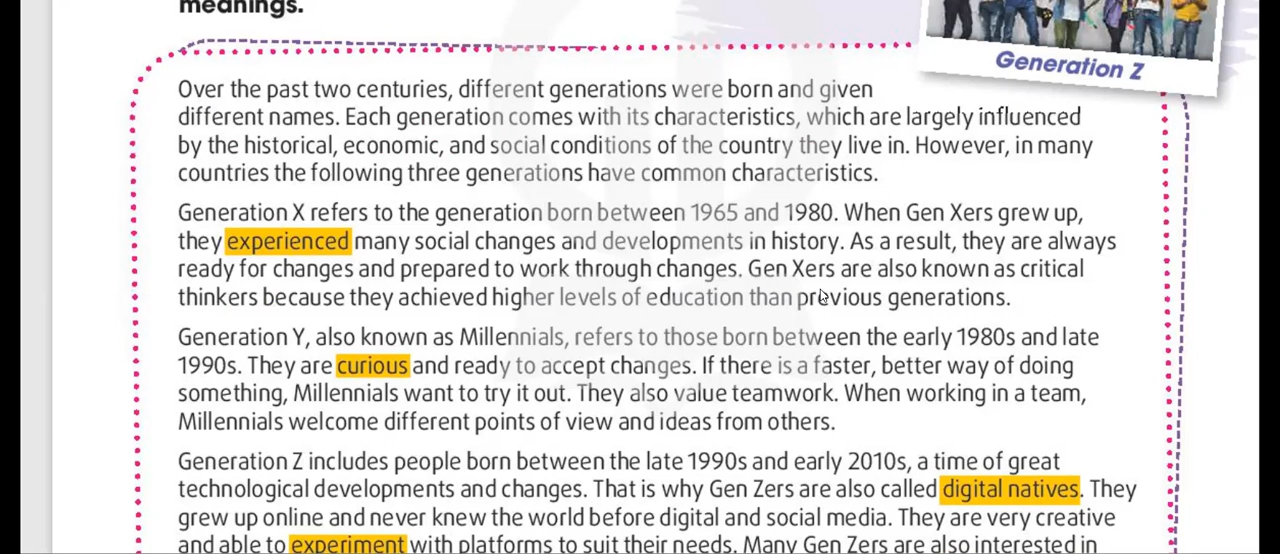 meanings.
Generation Z
Over the past two centuries, different generations were born and given
different names. Each generation comes with its characteristics, which are largely influenced
by the historical, economic, and social conditions of the country they live in. However, in many
countries the following three generations have common characteristics.
Generation X refers to the generation born between 1965 and 1980. When Gen Xers grew up,
they experienced many social changes and developments in history. As a result, they are always
ready for changes and prepared to work through changes. Gen Xers are also known as critical
thinkers because they achieved higher levels of education than previous generations.
Generation Y, also known as Millennials, refers to those born between the early 1980s and late
1990s. They are curious and ready to accept changes. If there is a faster, better way of doing
something, Millennials want to try it out. They also value teamwork. When working in a team,
Millennials welcome different points of view and ideas from others.
Generation Z includes people born between the late 1990s and early 2010s, a time of great
technological developments and changes. That is why Gen Zers are also called digital natives. They
grew up online and never knew the world before digital and social media. They are very creative
and able to experiment with platforms to suit their needs. Many Gen Zers are also interested in